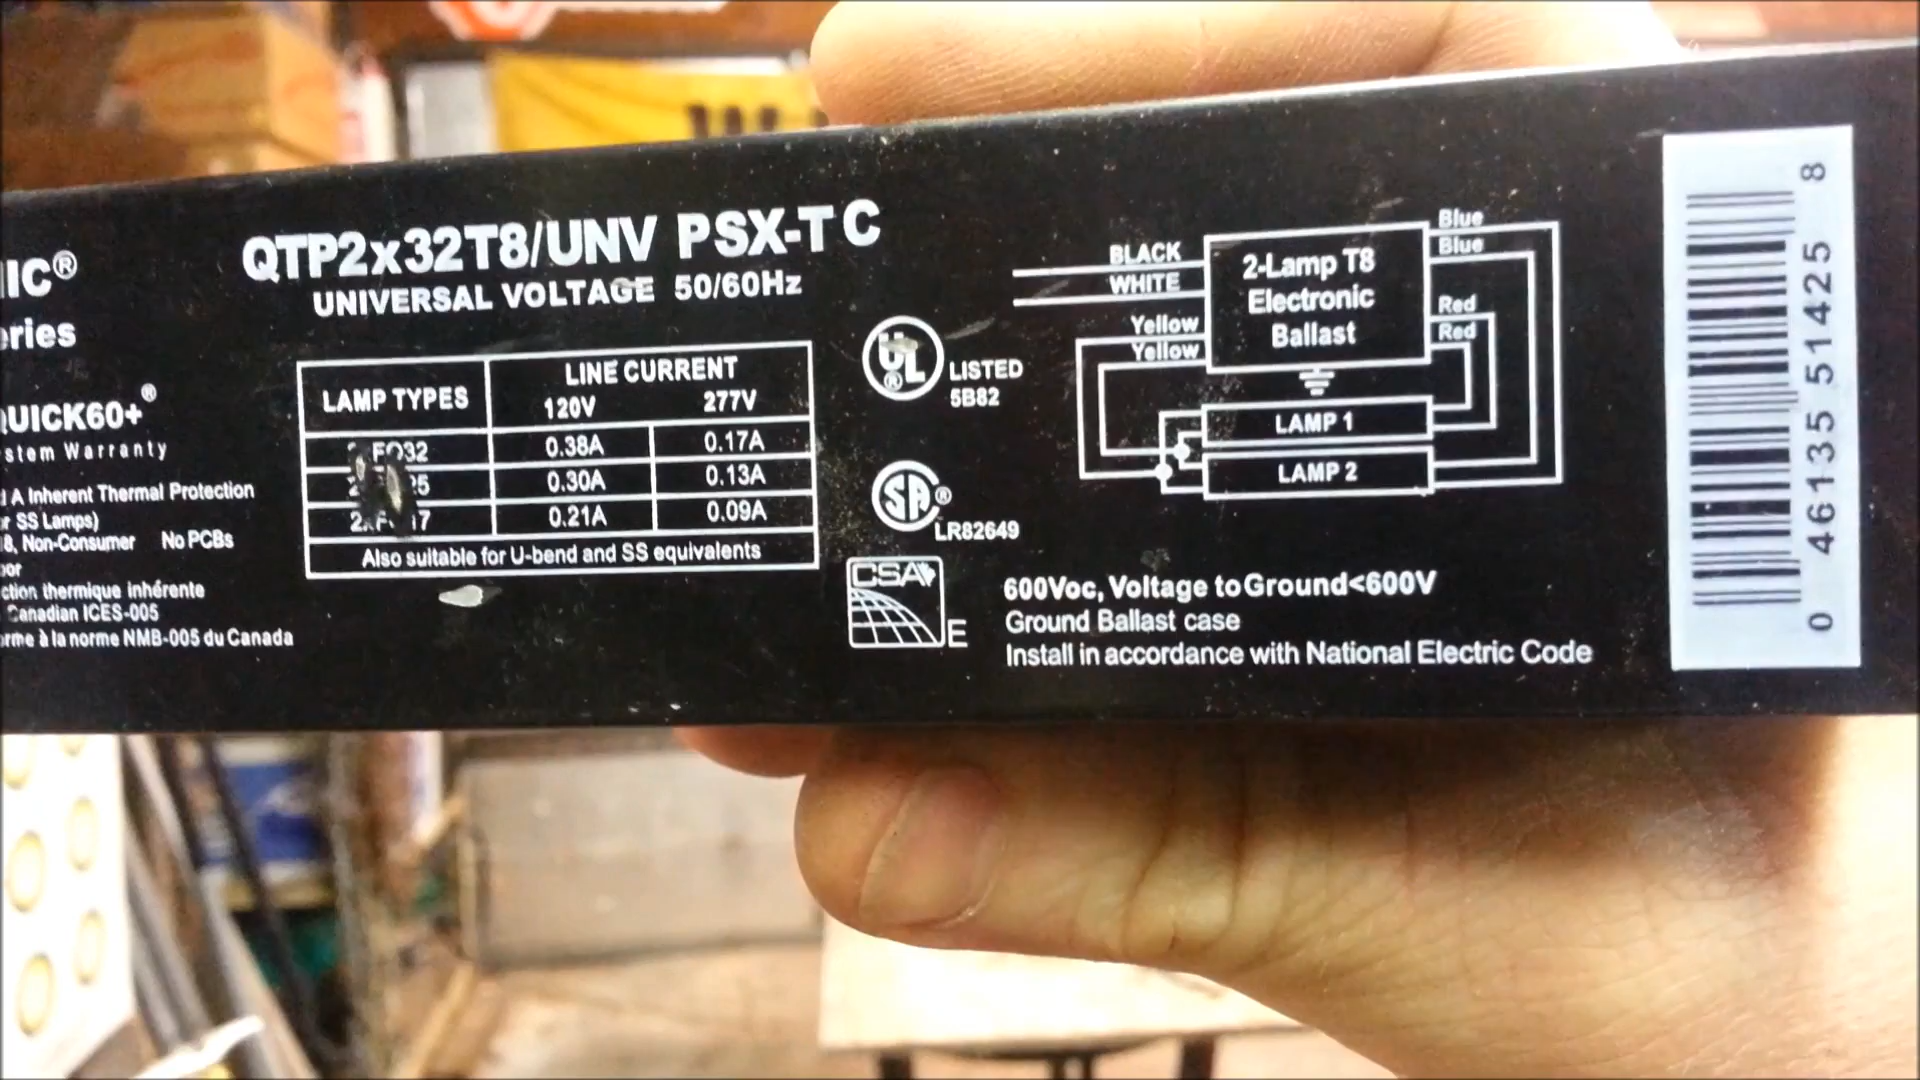 IC®
eries
UICK60+®
stem Warranty
A Inherent Thermal Protection
r SS Lamps)
8, Non-Consumer No PCBs
or
ction thermique inhérente
Canadian ICES-005
rme à la norme NMB-005 du Canada
QTP2x32T8/UNV PSX-TC
UNIVERSAL VOLTAGE 50/60Hz
LAMP TYPES LINE CURRENT
120V 277V
32 0.38A 0.17A
0.30A 0.13A
0.21A 0.09A
Also suitable for U-bend and SS equivalents
UL®
LISTED
5B82
SA®
LR82649
CSA
E
BLACK
WHITE
Yellow
Yellow
2-Lamp T8
Electronic
Ballast
Blue
Blue
Red
Red
LAMP 1
LAMP 2
600Voc, Voltage to Ground<600V
Ground Ballast case
Install in accordance with National Electric Code
0 46135 51425 8